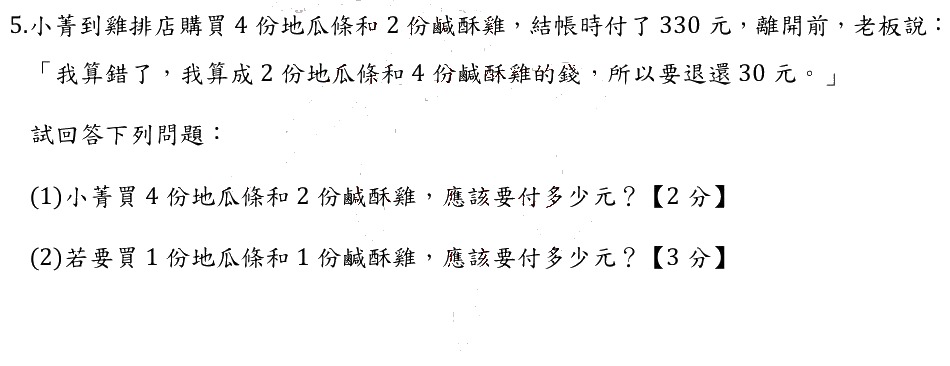 5.小菁到雞排店購買 4 份地瓜條和 2 份鹹酥雞，結帳時付了 330 元，離開前，老板說：
「我算錯了，我算成 2 份地瓜條和 4 份鹹酥雞的錢，所以要退還 30 元。」
試回答下列問題：
(1)小菁買 4 份地瓜條和 2 份鹹酥雞，應該要付多少元？【2 分】
(2)若要買 1 份地瓜條和 1 份鹹酥雞，應該要付多少元？【3 分】